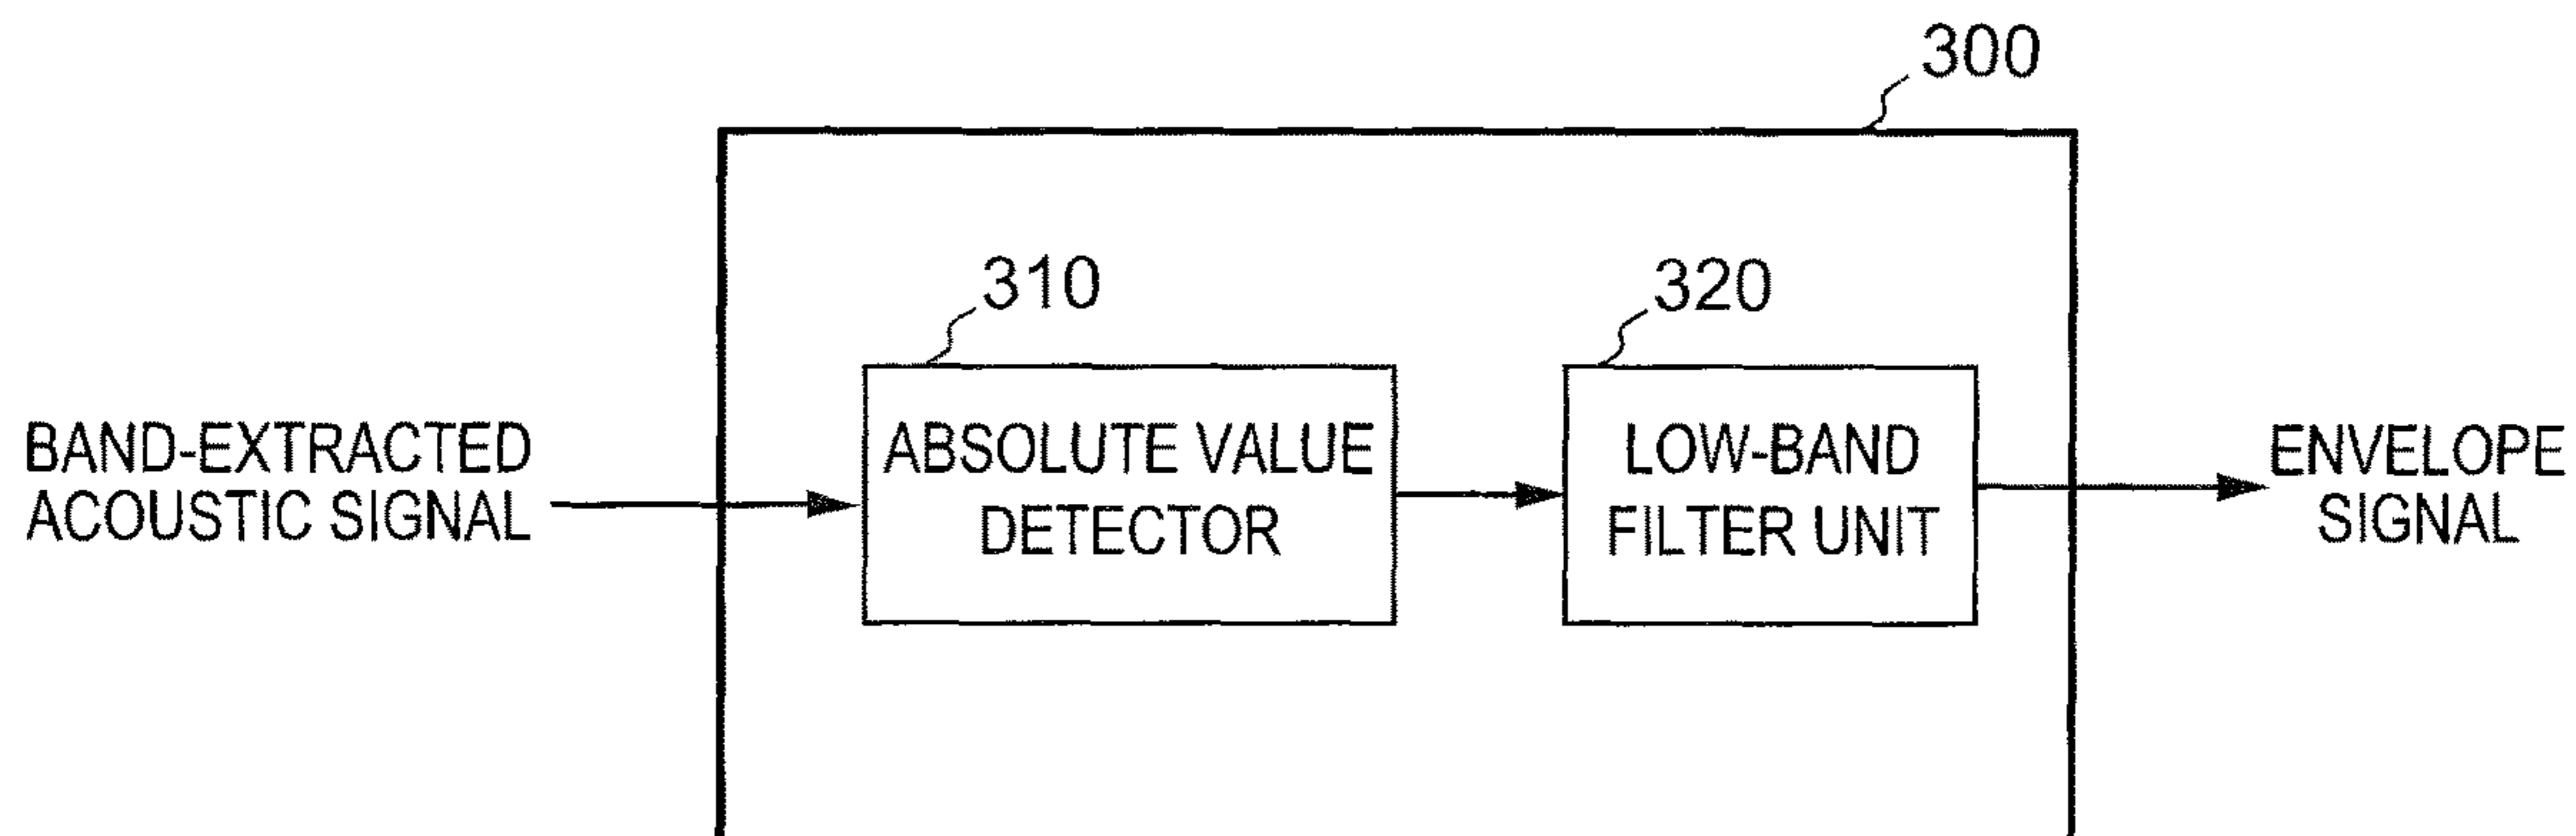 300
310
320
BAND-EXTRACTED
ACOUSTIC SIGNAL
ABSOLUTE VALUE
DETECTOR
LOW-BAND
FILTER UNIT
ENVELOPE
SIGNAL